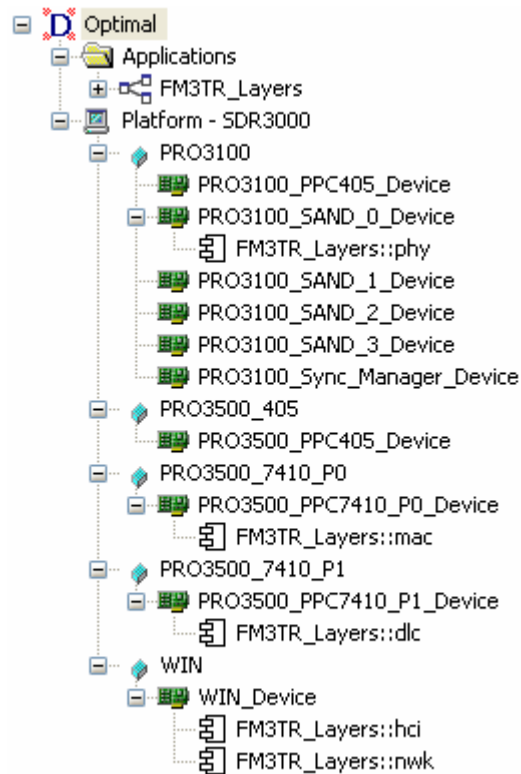 D Optimal
Applications
FM3TR_Layers
Platform - SDR3000
PRO3100
PRO3100_PPC405_Device
PRO3100_SAND_0_Device
FM3TR_Layers::phy
PRO3100_SAND_1_Device
PRO3100_SAND_2_Device
PRO3100_SAND_3_Device
PRO3100_Sync_Manager_Device
PRO3500_405
PRO3500_PPC405_Device
PRO3500_7410_P0
PRO3500_PPC7410_P0_Device
FM3TR_Layers::mac
PRO3500_7410_P1
PRO3500_PPC7410_P1_Device
FM3TR_Layers::dlc
WIN
WIN_Device
FM3TR_Layers::hci
FM3TR_Layers::nwk